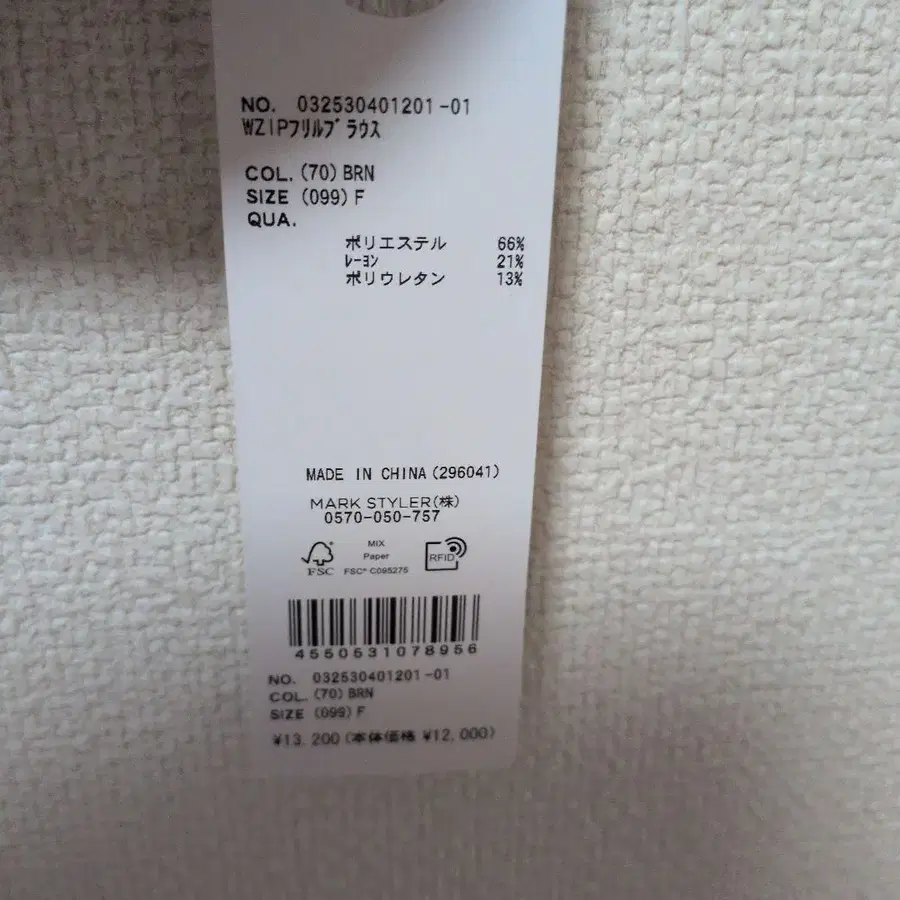 NO. 032530401201-01
WZIPフリルブラウス
COL. (70) BRN
SIZE (099) F
QUA.
ポリエステル 66%
レーヨン 21%
ポリウレタン 13%
MADE IN CHINA (296041)
MARK STYLER(株)
0570-050-757
MIX
Paper
FSC FSC® C095275
RFID
4550531078956
NO. 032530401201-01
COL. (70) BRN
SIZE (099) F
¥13,200 (本体価格 ¥12,000)